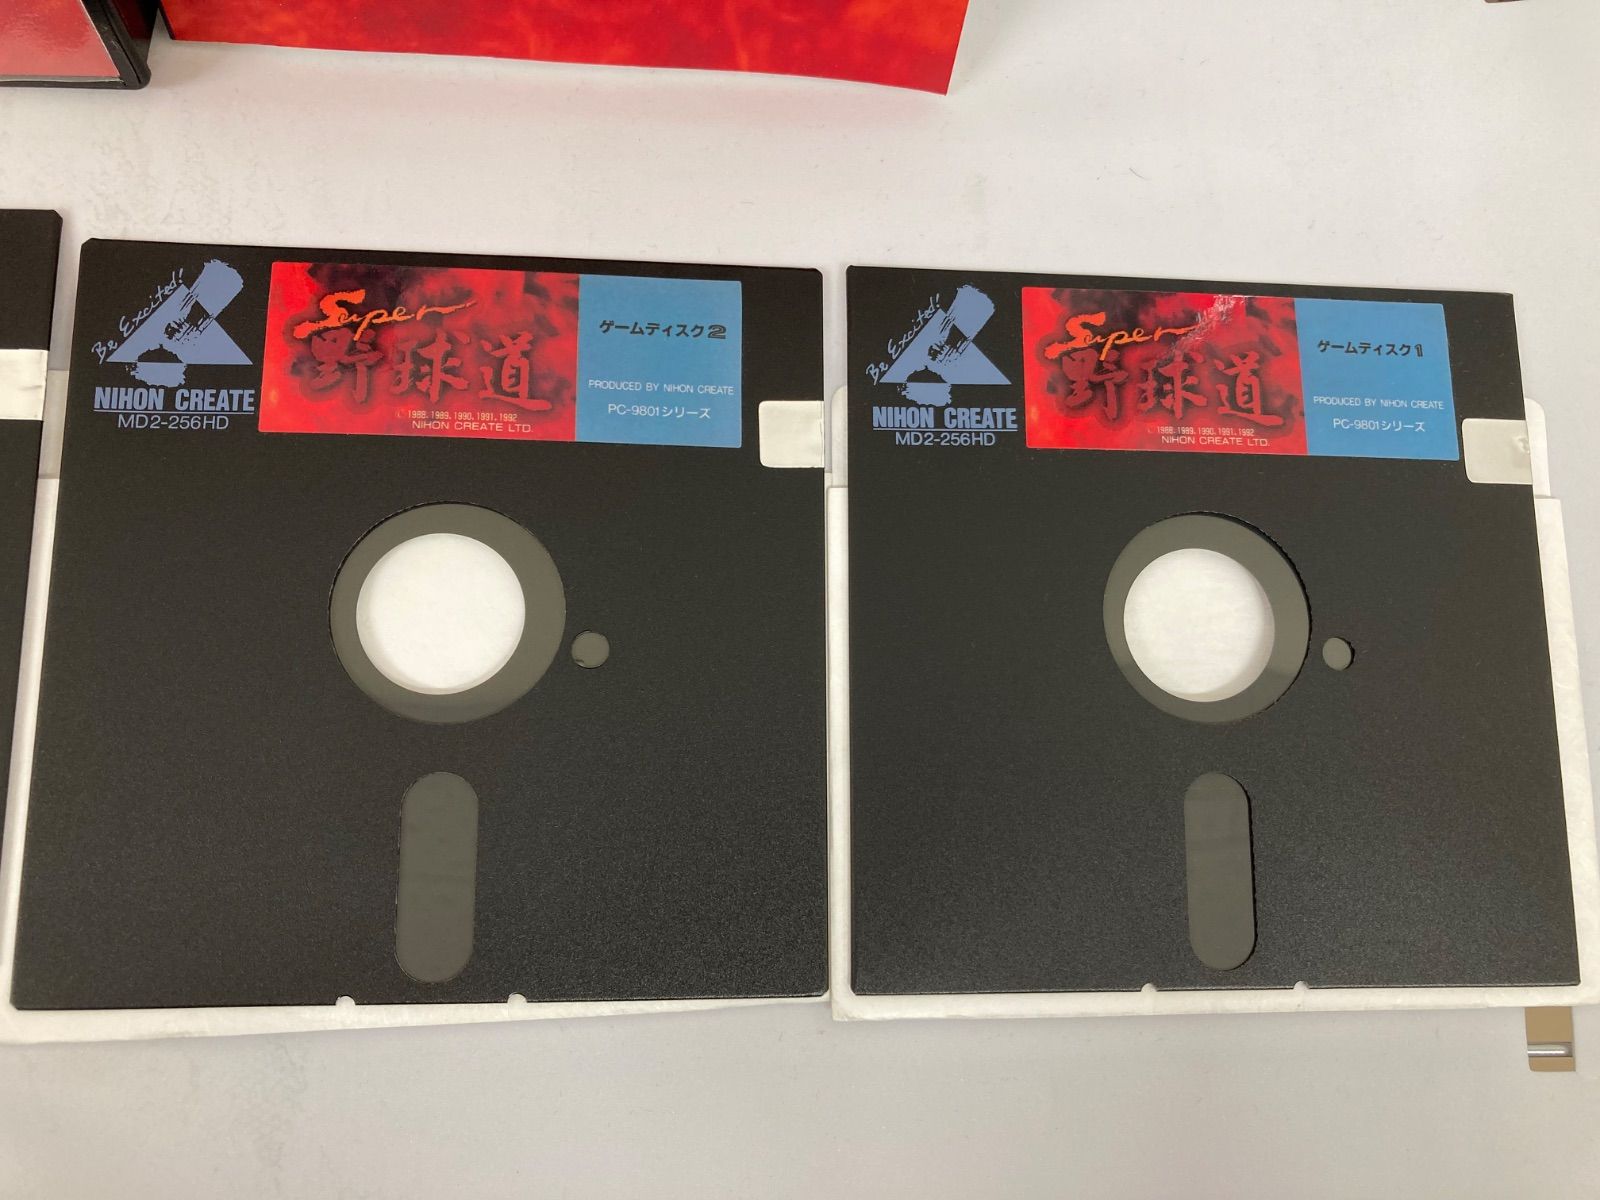 Be Excited!
NIHON CREATE
MD2-256HD
Super
野球道
© 1988, 1989, 1990, 1991, 1992
NIHON CREATE LTD.
ゲームディスク2
PRODUCED BY NIHON CREATE
PC-9801シリーズ
Be Excited!
NIHON CREATE
MD2-256HD
Super
野球道
© 1988, 1989, 1990, 1991, 1992
NIHON CREATE LTD.
ゲームディスク1
PRODUCED BY NIHON CREATE
PC-9801シリーズ